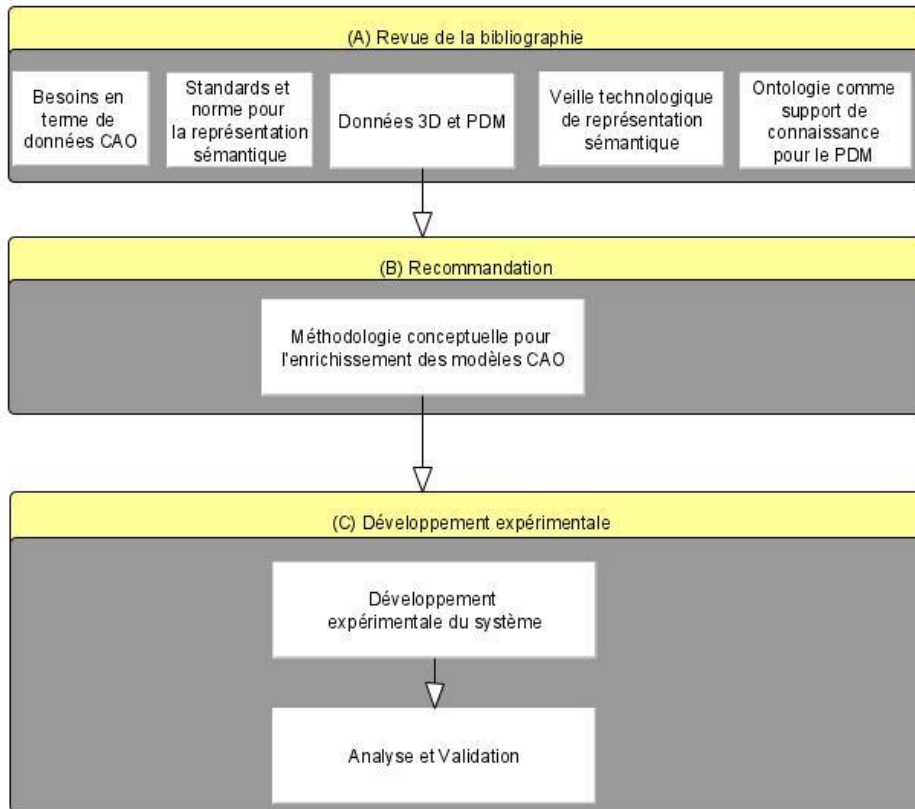 (A) Revue de la bibliographie
Besoins en
terme de
données CAO
Standards et
norme pour
la représentation
sémantique
Données 3D et PDM
Veille technologique
de représentation
sémantique
Ontologie comme
support de
connaissance
pour le PDM
(B) Recommandation
Méthodologie conceptuelle pour
l'enrichissement des modèles CAO
(C) Développement expérimentale
Développement
expérimentale du système
Analyse et Validation